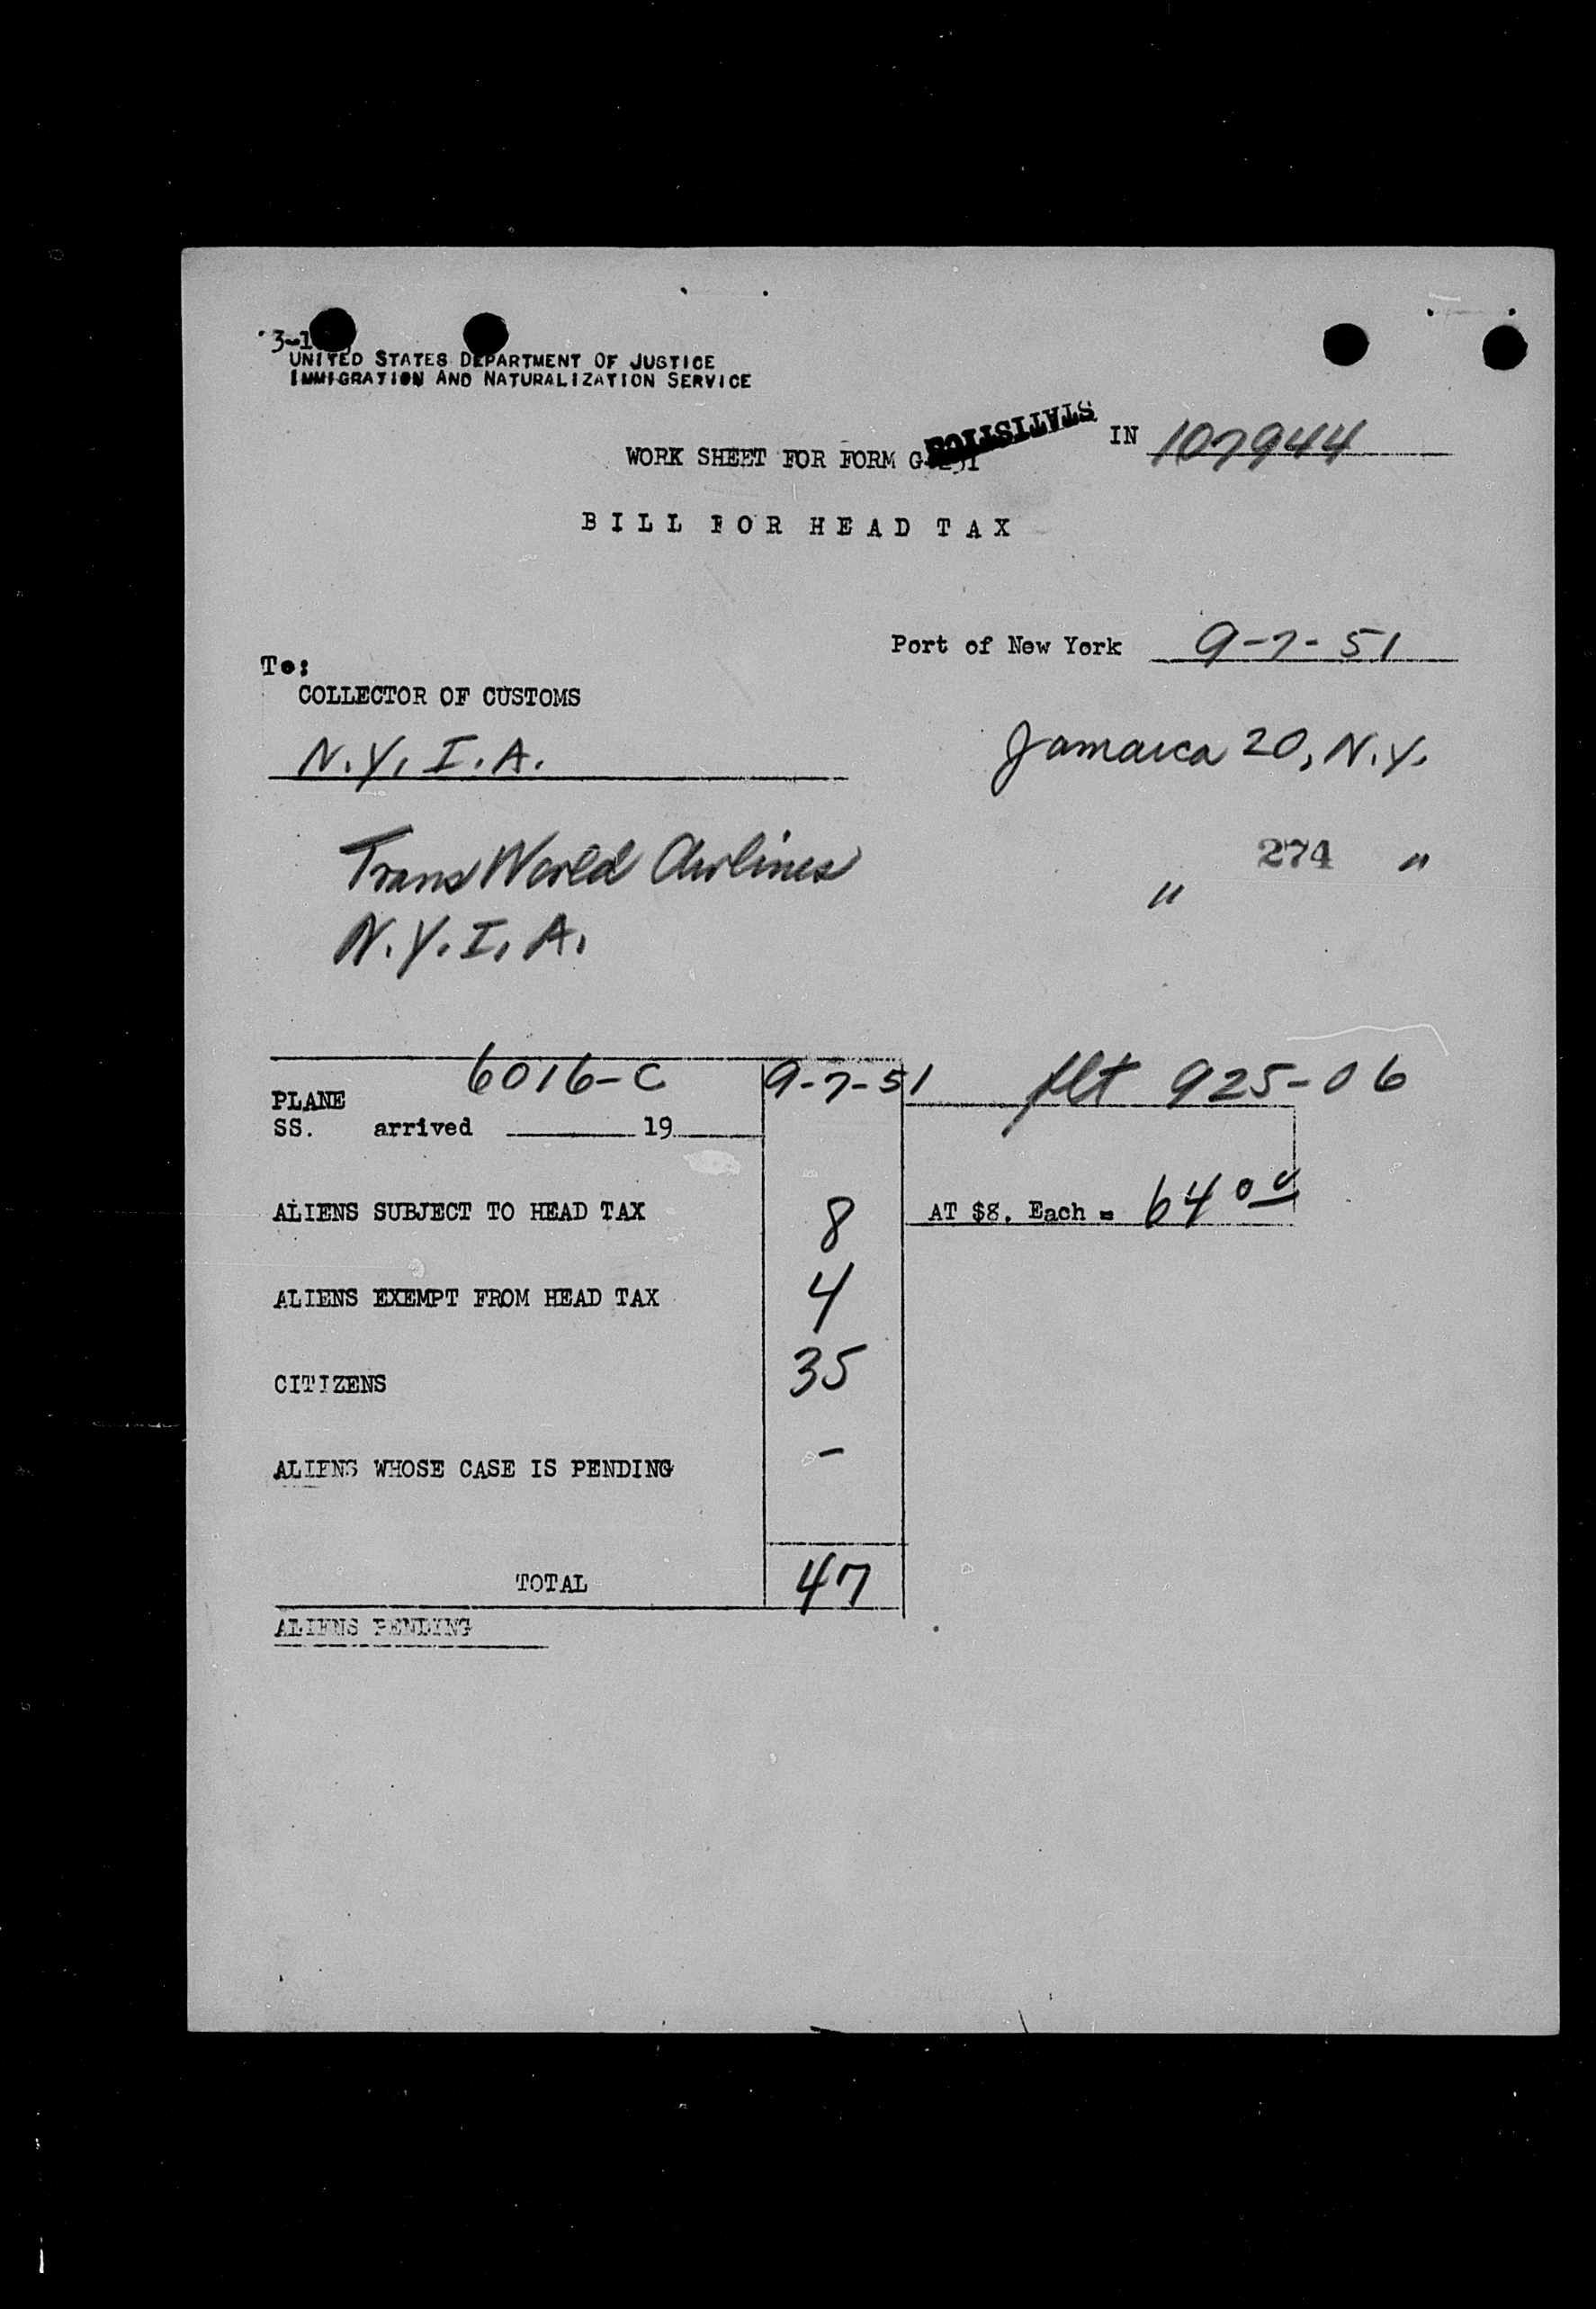 3-1
UNITED STATES DEPARTMENT OF JUSTICE
IMMIGRATION AND NATURALIZATION SERVICE
STATISTICS
IN 107944
WORK SHEET FOR FORM
BILL FOR HEAD TAX
Port of New York 9-7-51
To:
COLLECTOR OF CUSTOMS
N.Y. I.A. Jamaica 20, N.Y.
Trans World Airlines " 274 "
N.Y.I.A.
6016-C 9-7-51 flt 925-06
PLANE
SS. arrived 19
ALIENS SUBJECT TO HEAD TAX 8 AT $8. Each = 64 00
ALIENS EXEMPT FROM HEAD TAX 4
CITIZENS 35
ALIENS WHOSE CASE IS PENDING -
TOTAL 47
ALIENS PENDING